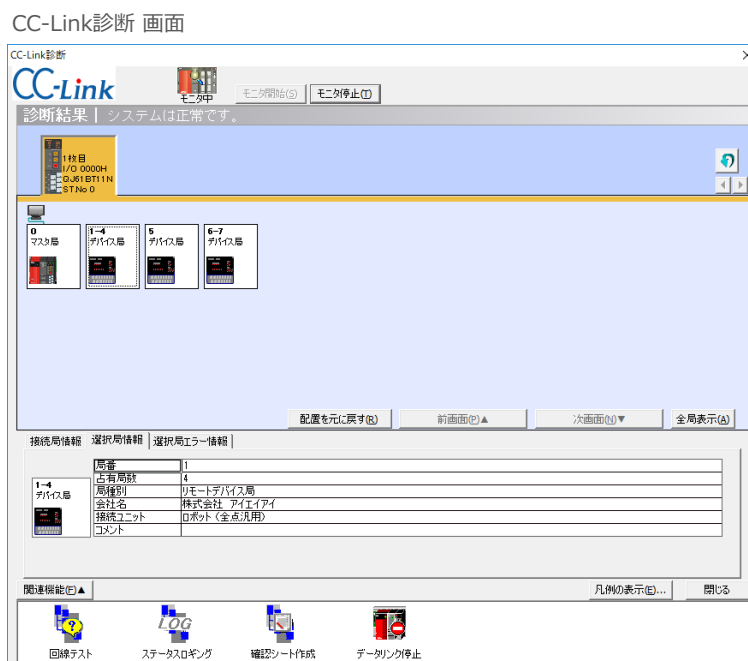 CC-Link診断 画面
CC-Link診断
CC-Link
モニタ中
モニタ開始(S)
モニタ停止(T)
診断結果 | システムは正常です。
1枚目
I/O 0000H
QJ61BT11N
ST.No 0
0
マスタ局
1-4
デバイス局
5
デバイス局
6-7
デバイス局
配置を元に戻す(R)
前画面(P)▲
次画面(N)▼
全局表示(A)
接続局情報
選択局情報
選択局エラー情報
1-4
デバイス局
局番 1
占有局数 4
局種別 リモートデバイス局
会社名 株式会社 アイエイアイ
接続ユニット ロボット(全点汎用)
コメント
関連機能(F)▲
凡例の表示(E)...
閉じる
回線テスト
LOG
ステータスロギング
確認シート作成
データリンク停止